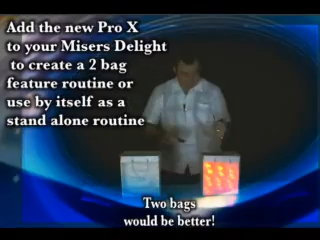 Add the new Pro X
to your Misers Delight
to create a 2 bag
feature routine or
use by itself as a
stand alone routine
Two bags
would be better!